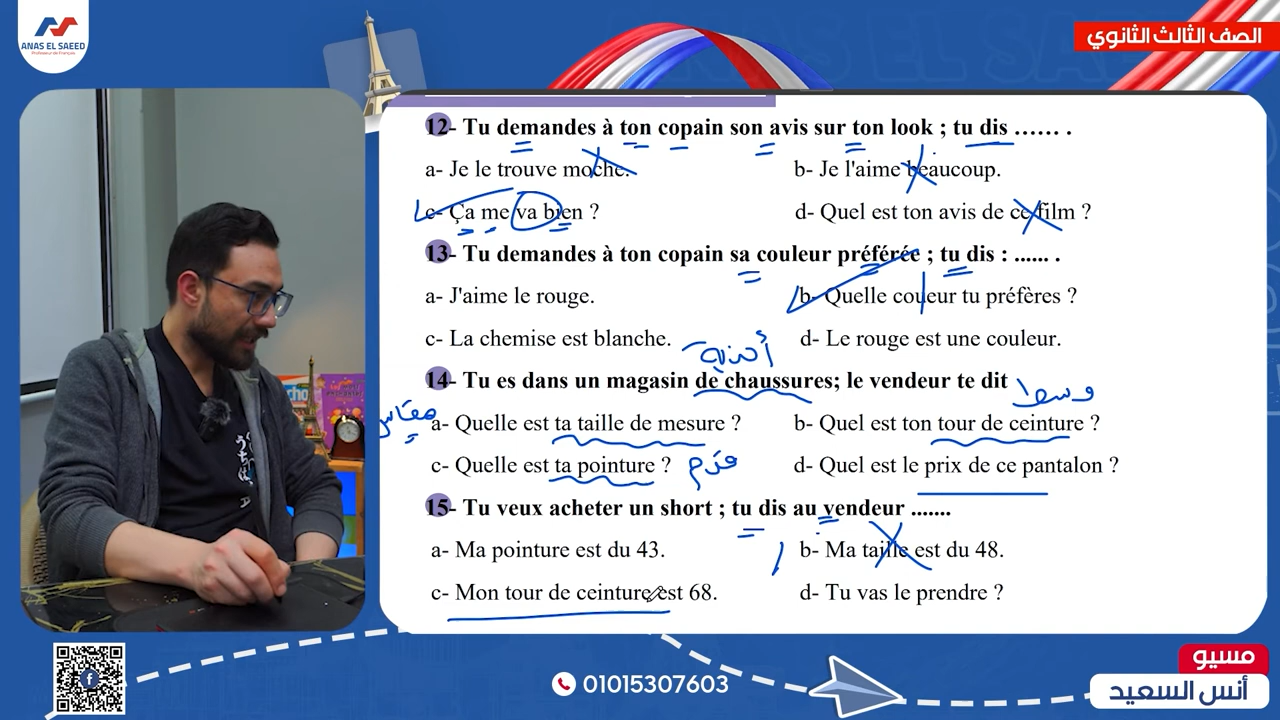 ANAS EL SAEED
Professeur de Français
الصف الثالث الثانوي
12- Tu demandes à ton copain son avis sur ton look ; tu dis …… .
a- Je le trouve moche.
b- Je l'aime beaucoup.
c- Ça me va bien ?
d- Quel est ton avis de ce film ?
13- Tu demandes à ton copain sa couleur préférée ; tu dis : ...... .
a- J'aime le rouge.
b- Quelle couleur tu préfères ?
c- La chemise est blanche.
d- Le rouge est une couleur.
أحذية
14- Tu es dans un magasin de chaussures; le vendeur te dit
وسط
مقاس
a- Quelle est ta taille de mesure ?
b- Quel est ton tour de ceinture ?
c- Quelle est ta pointure ?
قدم
d- Quel est le prix de ce pantalon ?
15- Tu veux acheter un short ; tu dis au vendeur .......
a- Ma pointure est du 43.
b- Ma taille est du 48.
c- Mon tour de ceinture est 68.
d- Tu vas le prendre ?
01015307603
مسيو
أنس السعيد